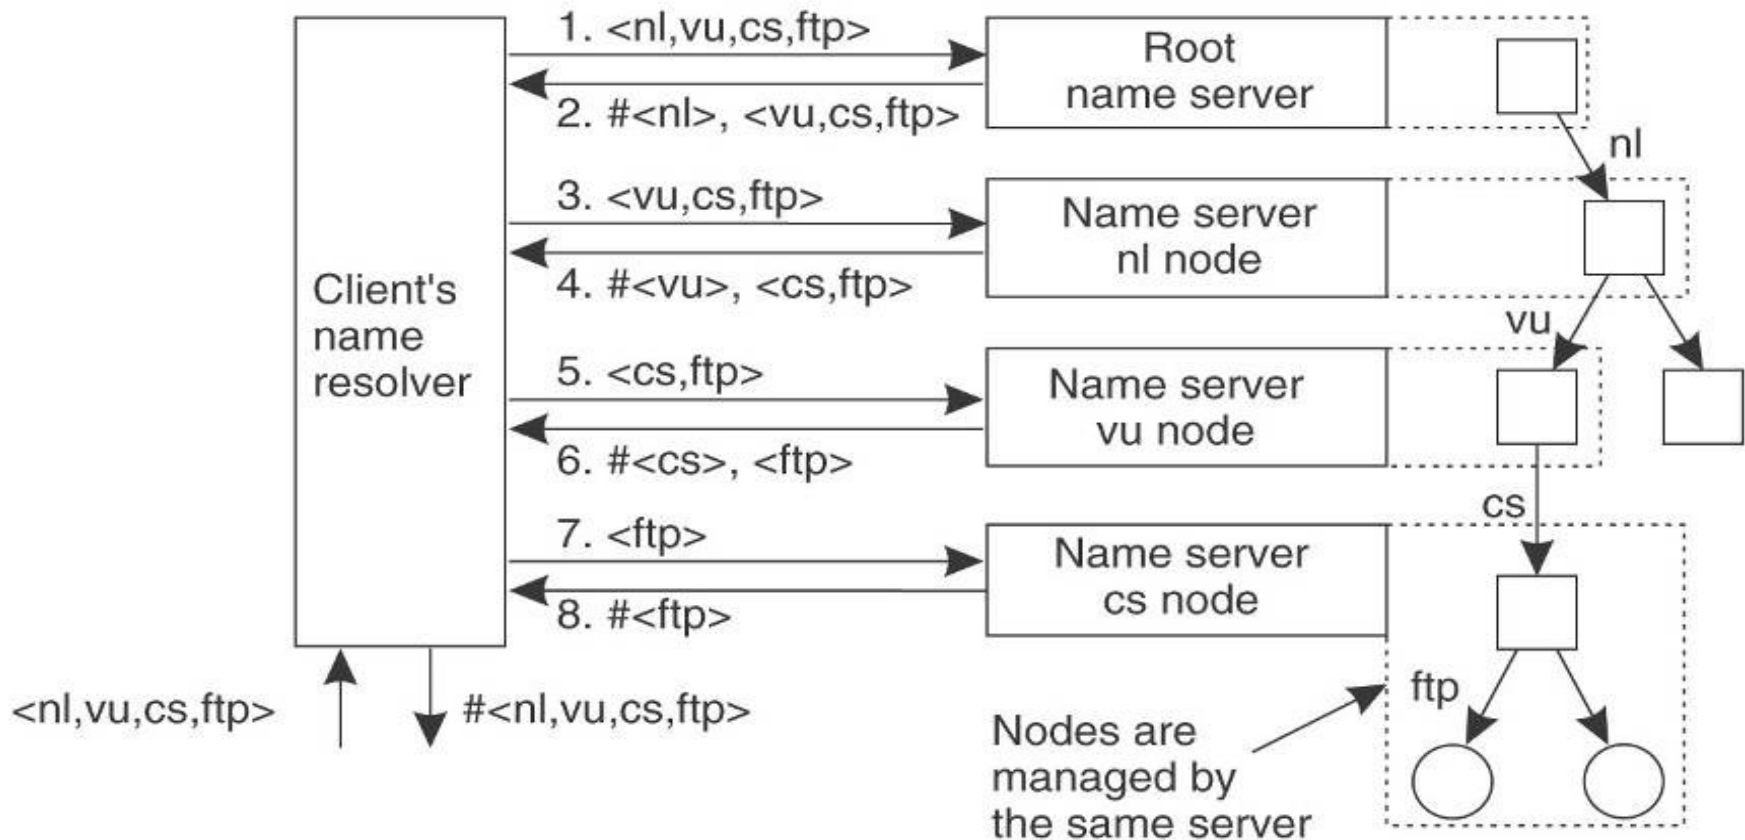 1. <nl,vu,cs,ftp>
Root
name server
2. #<nl>, <vu,cs,ftp>
nl
3. <vu,cs,ftp>
Name server
nl node
4. #<vu>, <cs,ftp>
Client's
name
resolver
vu
5. <cs,ftp>
Name server
vu node
6. #<cs>, <ftp>
cs
7. <ftp>
Name server
cs node
8. #<ftp>
<nl,vu,cs,ftp>
#<nl,vu,cs,ftp>
ftp
Nodes are
managed by
the same server